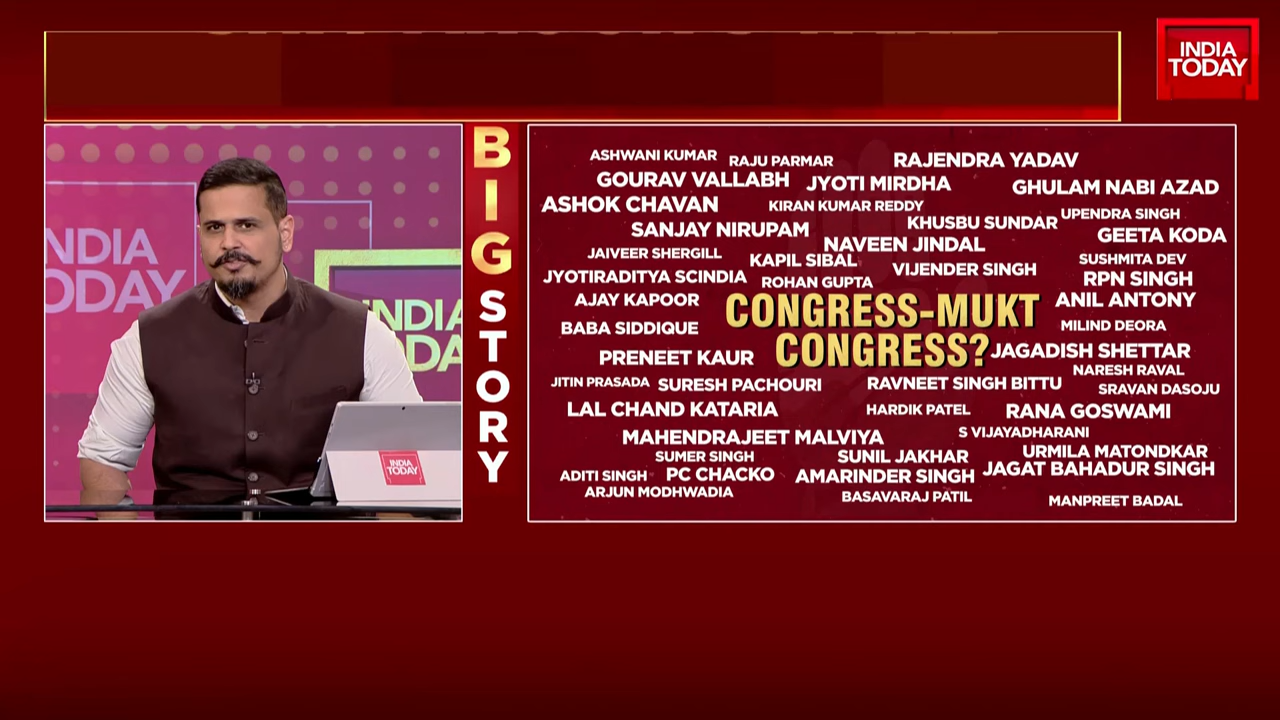 INDIA
TODAY
NDIA
ODAY
INDIA
ODA
INDIA
TODAY
BIG STORY
ASHWANI KUMAR
RAJU PARMAR
RAJENDRA YADAV
GOURAV VALLABH
JYOTI MIRDHA
GHULAM NABI AZAD
ASHOK CHAVAN
KIRAN KUMAR REDDY
UPENDRA SINGH
SANJAY NIRUPAM
KHUSBU SUNDAR
GEETA KODA
NAVEEN JINDAL
JAIVEER SHERGILL
KAPIL SIBAL
SUSHMITA DEV
VIJENDER SINGH
JYOTIRADITYA SCINDIA
ROHAN GUPTA
RPN SINGH
AJAY KAPOOR
ANIL ANTONY
CONGRESS-MUKT
CONGRESS?
BABA SIDDIQUE
MILIND DEORA
PRENEET KAUR
JAGADISH SHETTAR
NARESH RAVAL
JITIN PRASADA
SURESH PACHOURI
RAVNEET SINGH BITTU
SRAVAN DASOJU
LAL CHAND KATARIA
HARDIK PATEL
RANA GOSWAMI
MAHENDRAJEET MALVIYA
S VIJAYADHARANI
SUMER SINGH
SUNIL JAKHAR
URMILA MATONDKAR
ADITI SINGH
PC CHACKO
AMARINDER SINGH
JAGAT BAHADUR SINGH
ARJUN MODHWADIA
BASAVARAJ PATIL
MANPREET BADAL